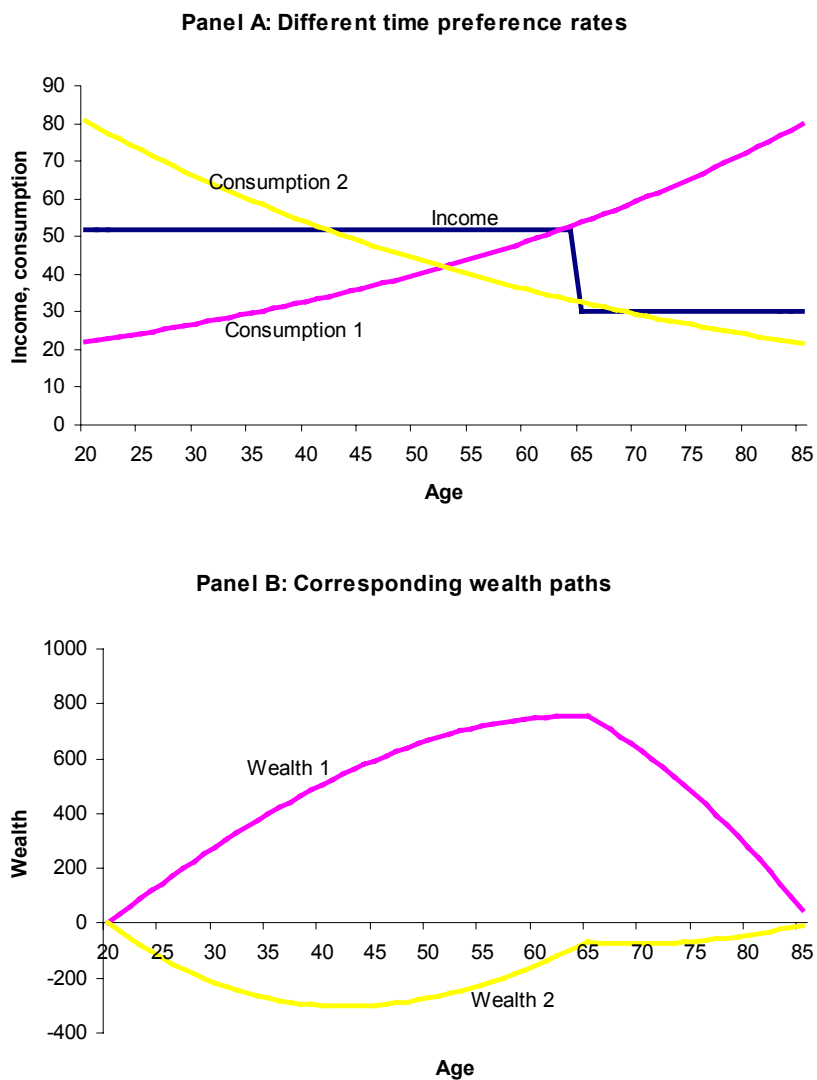 Panel A: Different time preference rates
90
80
70
60
50
40
30
20
10
0
Income, consumption
Consumption 2
Income
Consumption 1
20 25 30 35 40 45 50 55 60 65 70 75 80 85
Age
Panel B: Corresponding wealth paths
1000
800
600
400
200
0
-200
-400
Wealth
Wealth 1
20 25 30 35 40 45 50 55 60 65 70 75 80 85
Wealth 2
Age